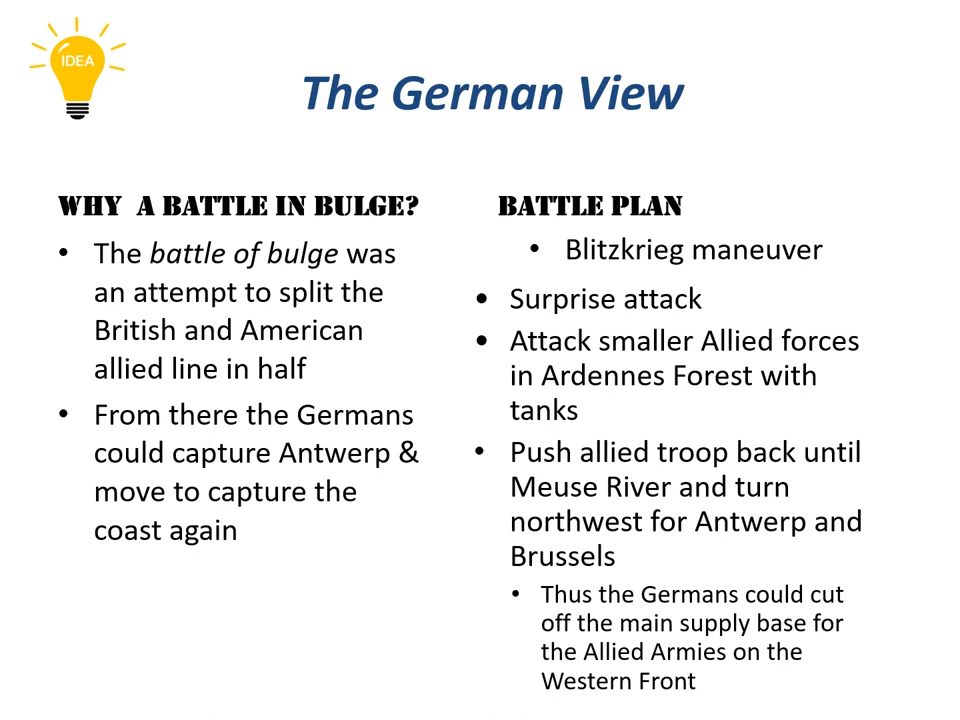 IDEA
The German View
WHY A BATTLE IN BULGE?
• The battle of bulge was
an attempt to split the
British and American
allied line in half
• From there the Germans
could capture Antwerp &
move to capture the
coast again
BATTLE PLAN
• Blitzkrieg maneuver
• Surprise attack
• Attack smaller Allied forces
in Ardennes Forest with
tanks
• Push allied troop back until
Meuse River and turn
northwest for Antwerp and
Brussels
• Thus the Germans could cut
off the main supply base for
the Allied Armies on the
Western Front